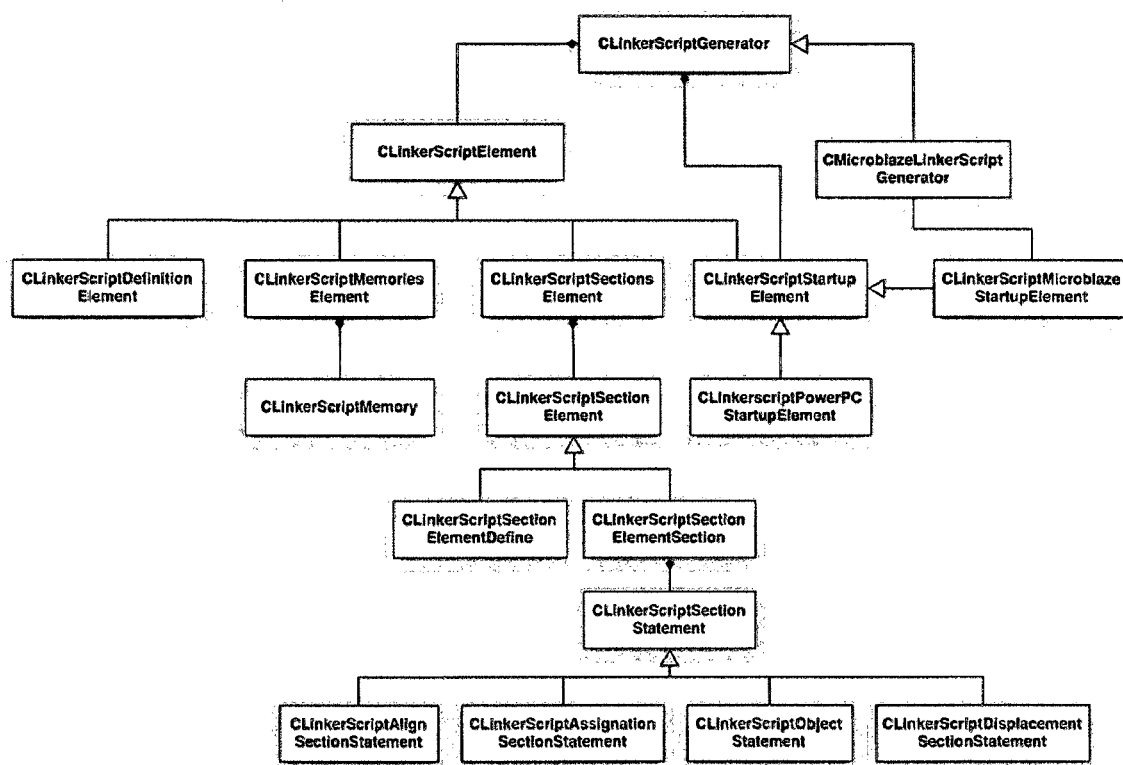 CLinkerScriptGenerator
CLinkerScriptElement
CMicroblazeLinkerScript
Generator
CLinkerScriptDefinition
Element
CLinkerScriptMemories
Element
CLinkerScriptSections
Element
CLinkerScriptStartup
Element
CLinkerScriptMicroblaze
StartupElement
CLinkerScriptMemory
CLinkerScriptSection
Element
CLinkerscriptPowerPC
StartupElement
CLinkerScriptSection
ElementDefine
CLinkerScriptSection
ElementSection
CLinkerScriptSection
Statement
CLinkerScriptAlign
SectionStatement
CLinkerScriptAssignation
SectionStatement
CLinkerScriptObject
Statement
CLinkerScriptDisplacement
SectionStatement